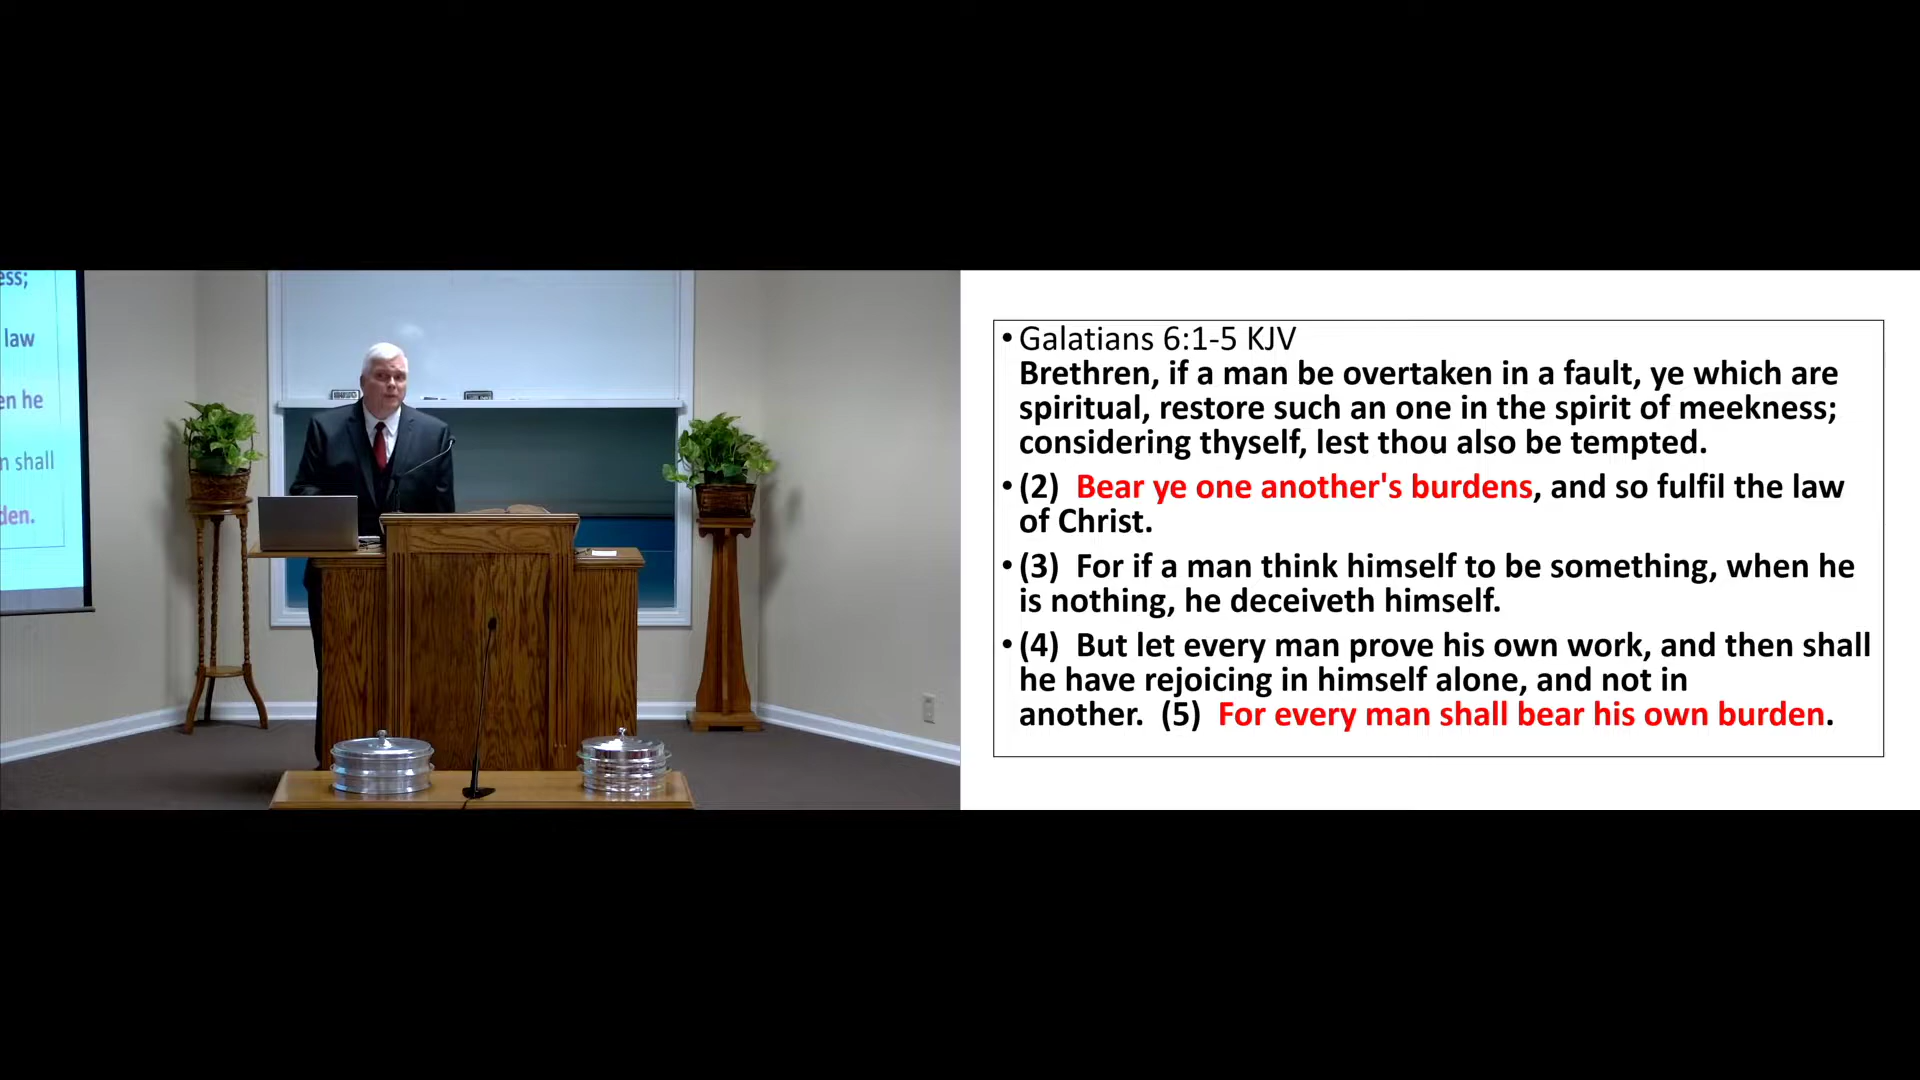 ess;
law
en he
n shall
den.
• Galatians 6:1-5 KJV
Brethren, if a man be overtaken in a fault, ye which are
spiritual, restore such an one in the spirit of meekness;
considering thyself, lest thou also be tempted.
• (2) Bear ye one another's burdens, and so fulfil the law
of Christ.
• (3) For if a man think himself to be something, when he
is nothing, he deceiveth himself.
• (4) But let every man prove his own work, and then shall
he have rejoicing in himself alone, and not in
another. (5) For every man shall bear his own burden.